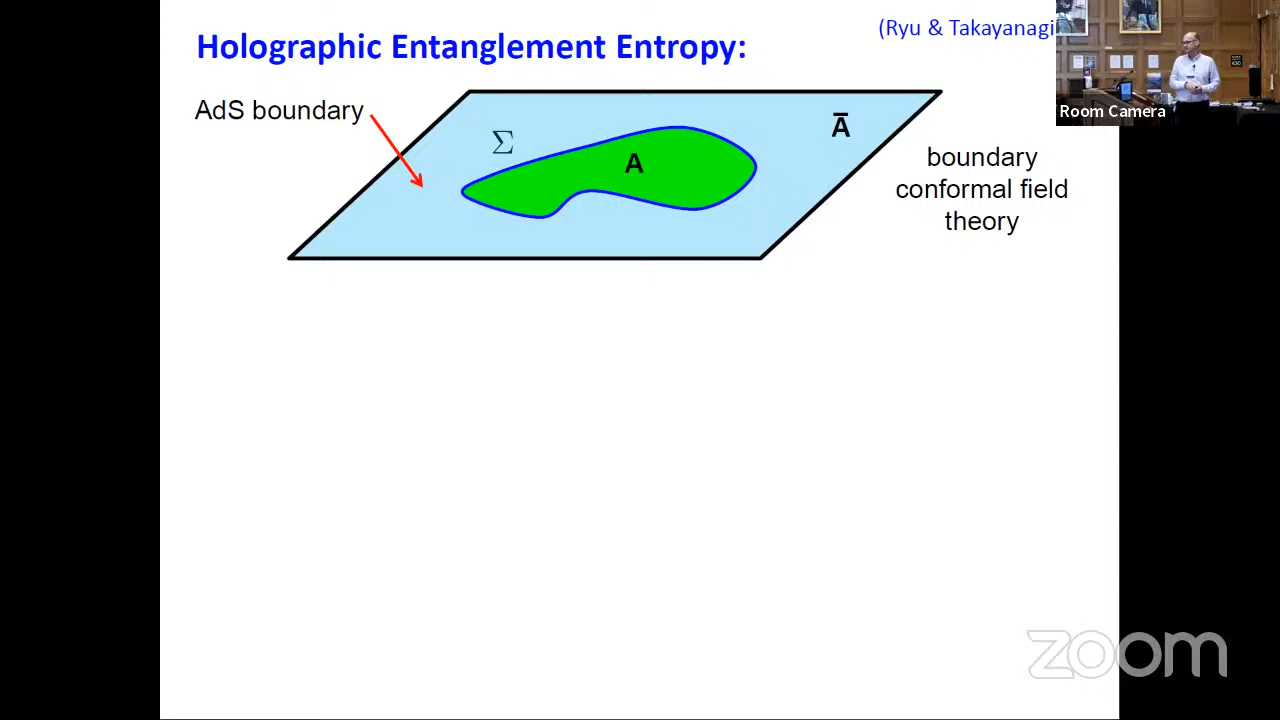 Holographic Entanglement Entropy:
(Ryu & Takayanagi
AdS boundary
Σ
A
A̅
boundary
conformal field
theory
Room Camera
zoom